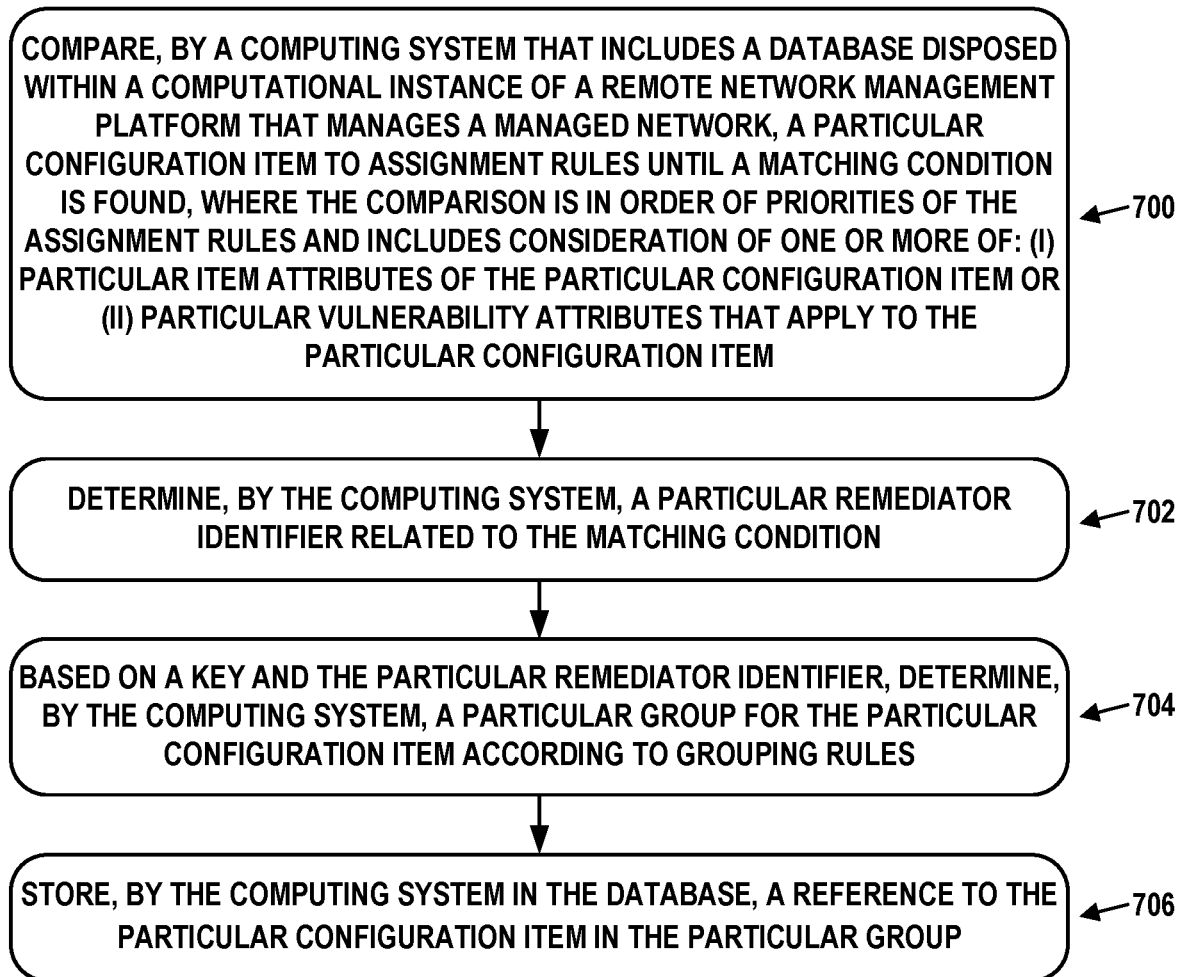 COMPARE, BY A COMPUTING SYSTEM THAT INCLUDES A DATABASE DISPOSED
WITHIN A COMPUTATIONAL INSTANCE OF A REMOTE NETWORK MANAGEMENT
PLATFORM THAT MANAGES A MANAGED NETWORK, A PARTICULAR
CONFIGURATION ITEM TO ASSIGNMENT RULES UNTIL A MATCHING CONDITION
IS FOUND, WHERE THE COMPARISON IS IN ORDER OF PRIORITIES OF THE
ASSIGNMENT RULES AND INCLUDES CONSIDERATION OF ONE OR MORE OF: (I)
PARTICULAR ITEM ATTRIBUTES OF THE PARTICULAR CONFIGURATION ITEM OR
(II) PARTICULAR VULNERABILITY ATTRIBUTES THAT APPLY TO THE
PARTICULAR CONFIGURATION ITEM
700
DETERMINE, BY THE COMPUTING SYSTEM, A PARTICULAR REMEDIATOR
IDENTIFIER RELATED TO THE MATCHING CONDITION
702
BASED ON A KEY AND THE PARTICULAR REMEDIATOR IDENTIFIER, DETERMINE,
BY THE COMPUTING SYSTEM, A PARTICULAR GROUP FOR THE PARTICULAR
CONFIGURATION ITEM ACCORDING TO GROUPING RULES
704
STORE, BY THE COMPUTING SYSTEM IN THE DATABASE, A REFERENCE TO THE
PARTICULAR CONFIGURATION ITEM IN THE PARTICULAR GROUP
706